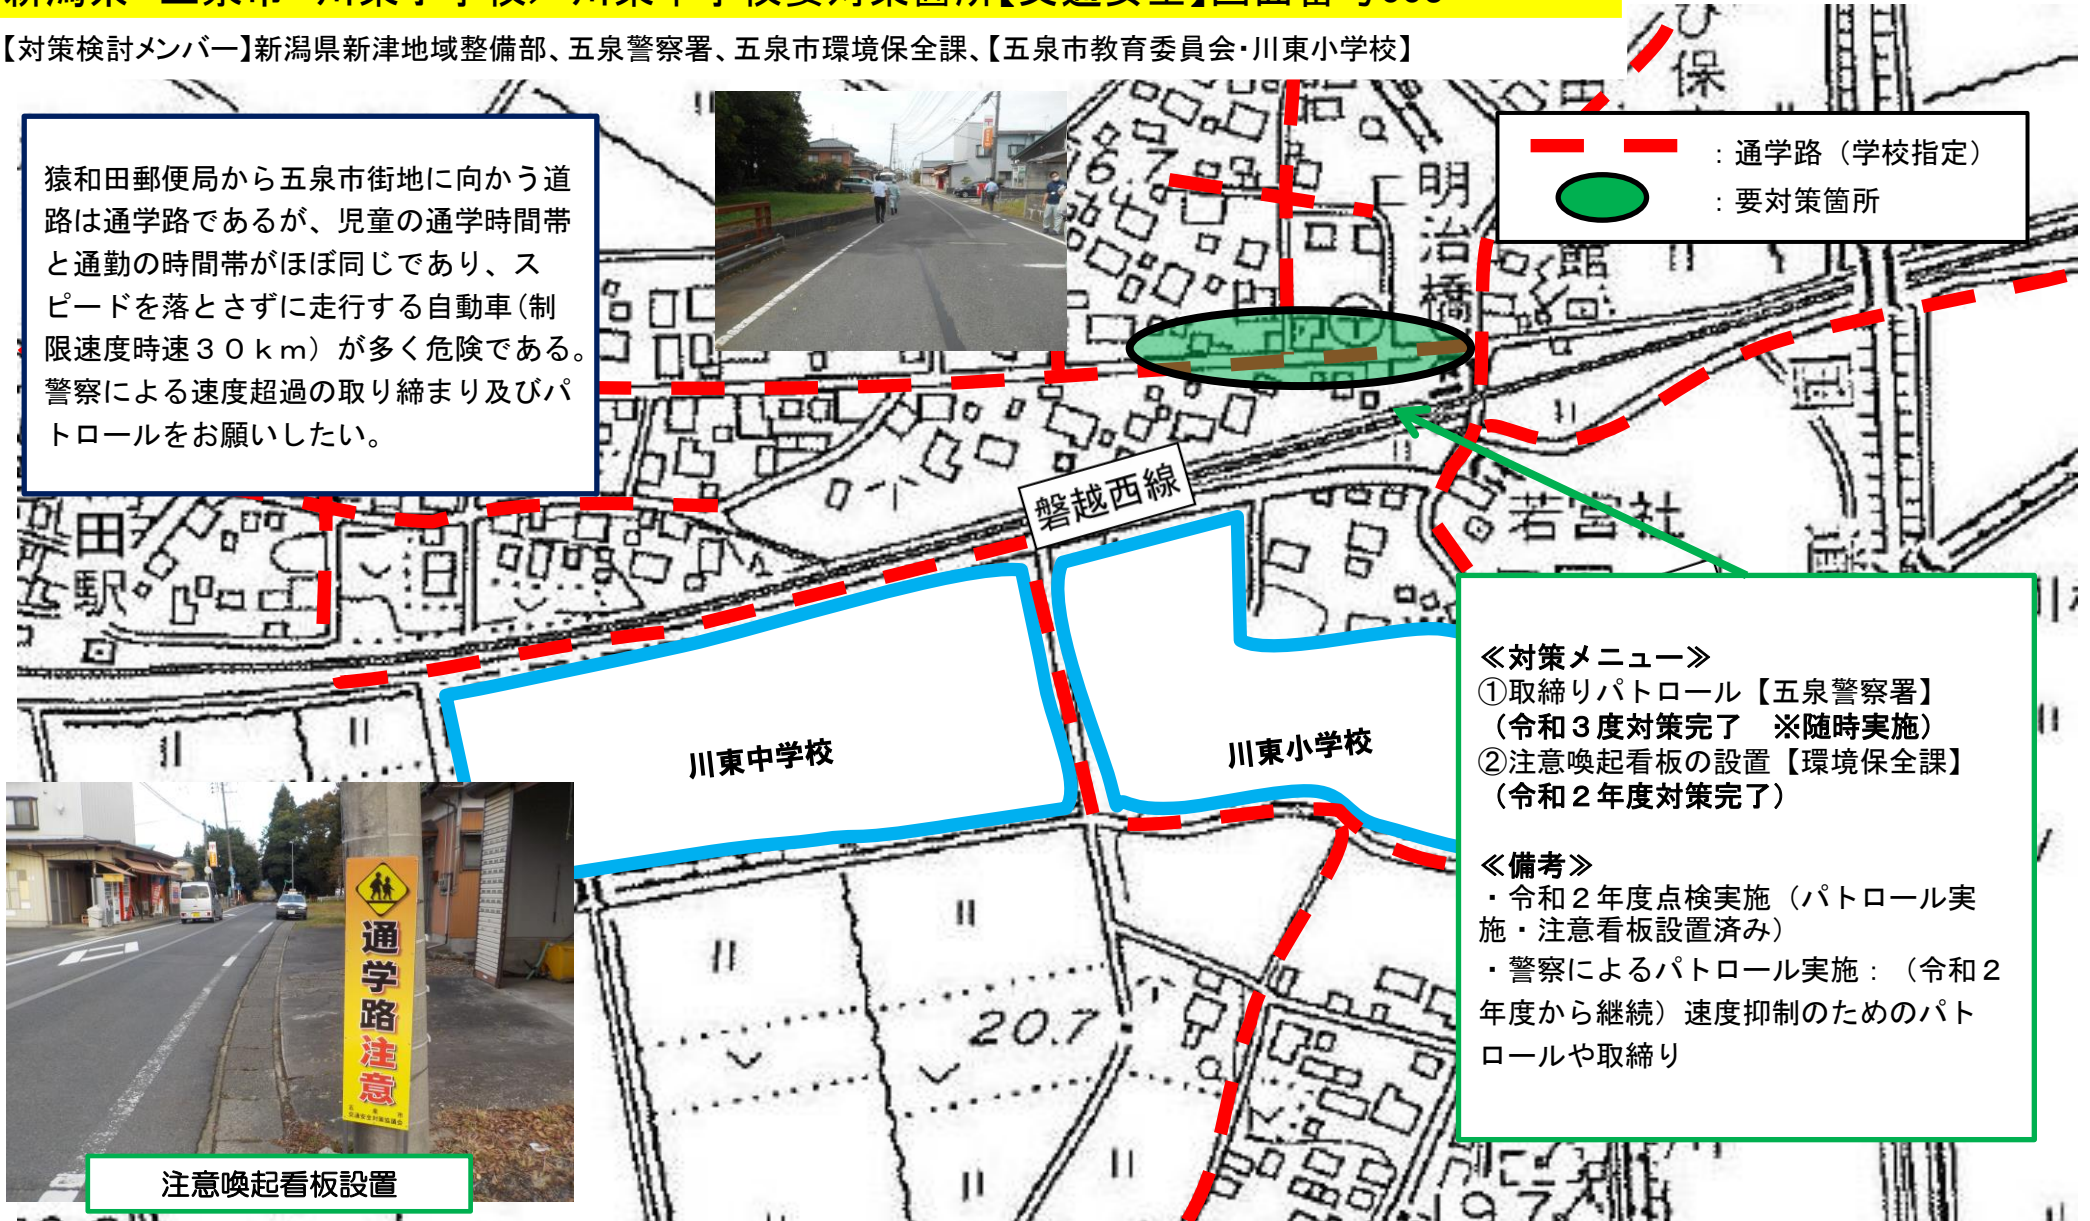 【対策検討メンバー】新潟県新津地域整備部、五泉警察署、五泉市環境保全課、【五泉市教育委員会・川東小学校】
猿和田郵便局から五泉市街地に向かう道
路は通学路であるが、児童の通学時間帯
と通勤の時間帯がほぼ同じであり、ス
ピードを落とさずに走行する自動車(制
限速度時速３０ｋｍ）が多く危険である。
警察による速度超過の取り締まり及びパ
トロールをお願いしたい。
：通学路（学校指定）
：要対策箇所
明治橋
磐越西線
若宮社
田駅
川東中学校
川東小学校
20.7
≪対策メニュー≫
①取締りパトロール【五泉警察署】
（令和３度対策完了　※随時実施）
②注意喚起看板の設置【環境保全課】
（令和２年度対策完了）
≪備考≫
・令和２年度点検実施（パトロール実
施・注意看板設置済み）
・警察によるパトロール実施：（令和２
年度から継続）速度抑制のためのパト
ロールや取締り
通学路注意
注意喚起看板設置